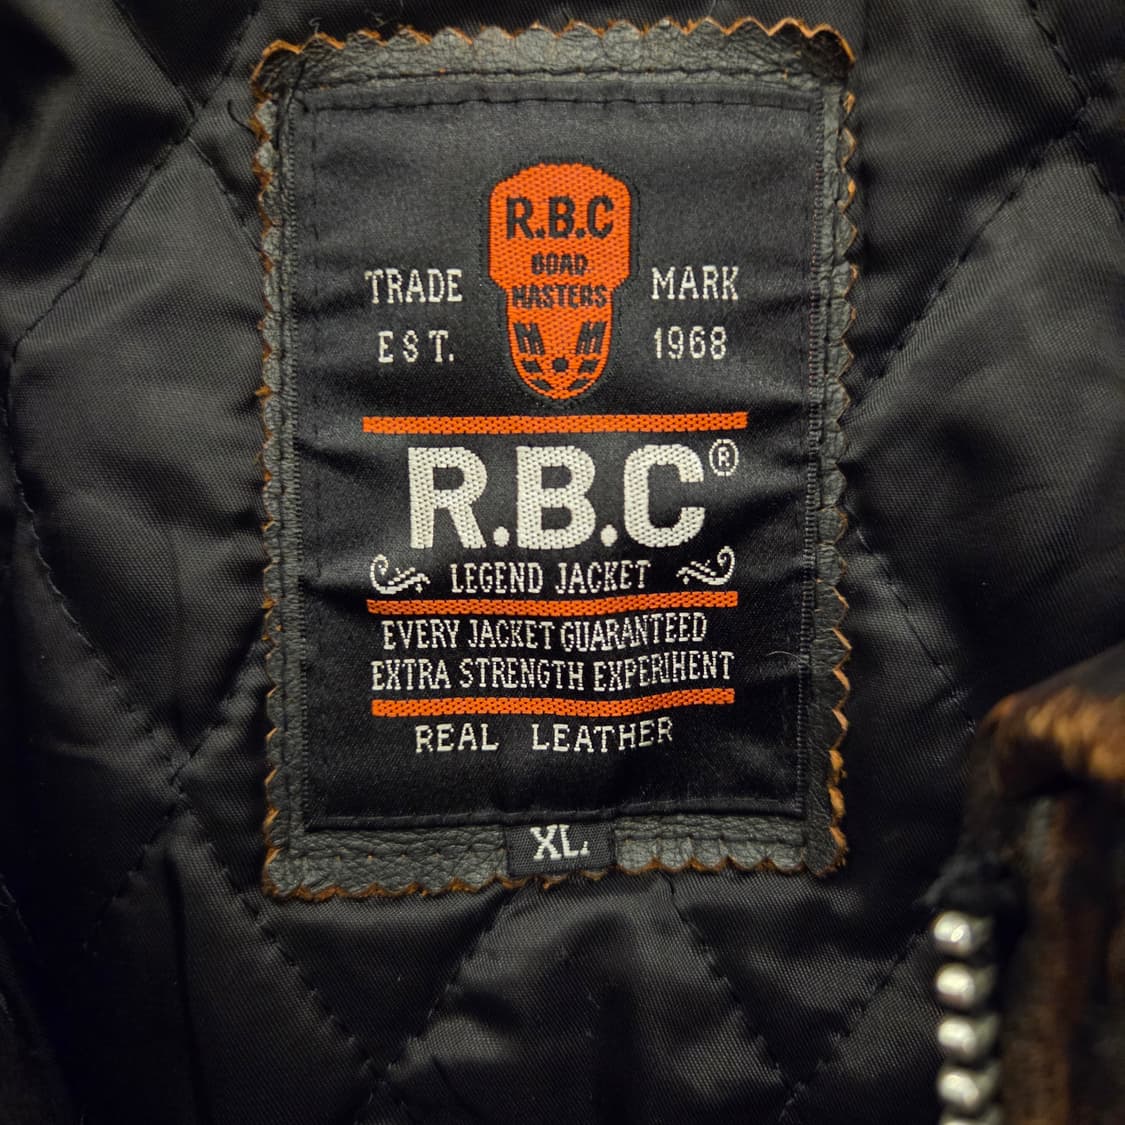 R.B.C
ROAD
MASTERS
TRADE MARK
EST. 1968
R.B.C®
LEGEND JACKET
EVERY JACKET GUARANTEED
EXTRA STRENGTH EXPERIHENT
REAL LEATHER
XL.